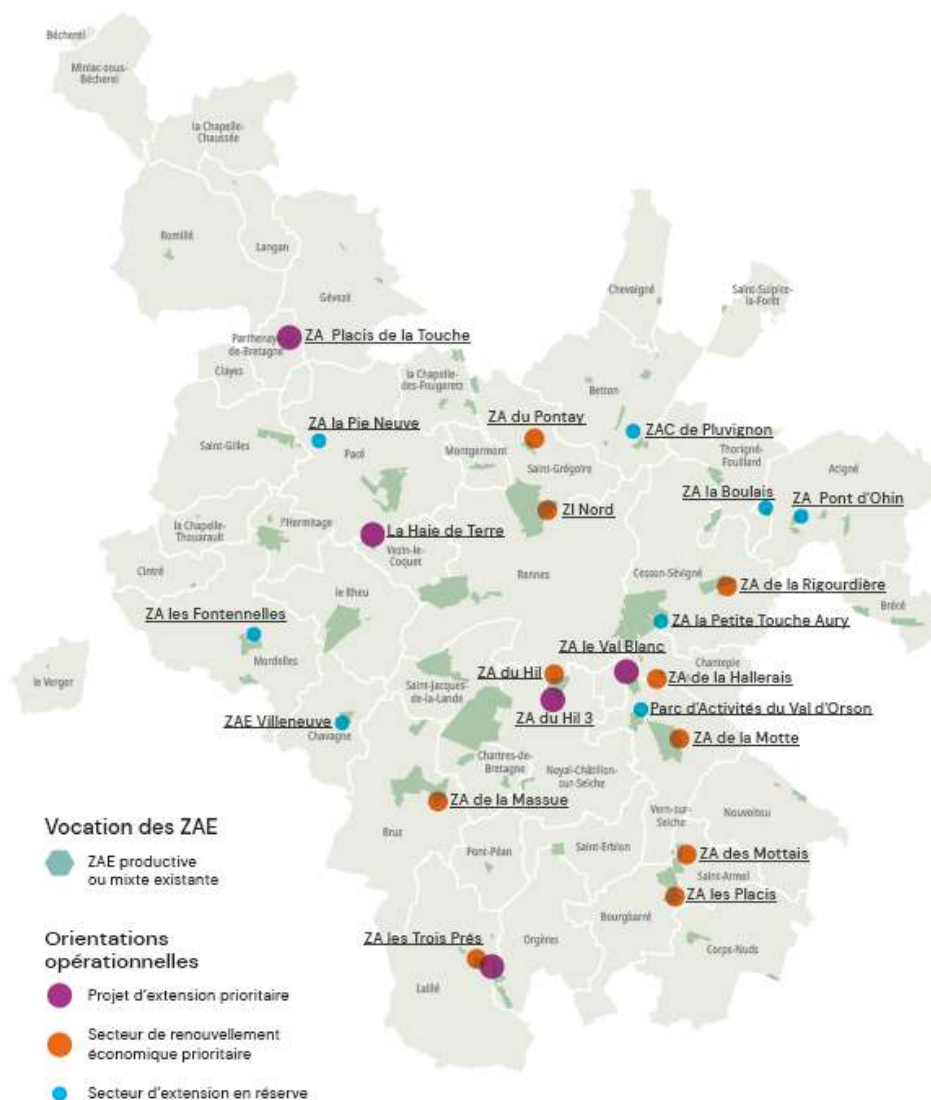 Bécherel
Miniac-sous-
Bécherel
la Chapelle-
Chaussée
Romillé
Langan
Gévezé
Chevaigné
Saint-Sulpice-
la-Forêt
Parthenay-
de-Bretagne
ZA Placis de la Touche
Clayes
la Chapelle-
des-Fougeretz
Betton
ZA la Pie Neuve
ZA du Pontay
ZAC de Pluvignon
Saint-Gilles
Pacé
Montgermont
Saint-Grégoire
Thorigné-
Fouillard
Acigné
ZA la Boulais
ZA Pont d'Ohin
ZI Nord
la Chapelle-
Thouarault
l'Hermitage
La Haie de Terre
Vezin-le-
Coquet
Cintré
Rennes
Cesson-Sévigné
ZA de la Rigourdière
le Rheu
Brécé
ZA les Fontennelles
ZA la Petite Touche Aury
Mordelles
ZA le Val Blanc
le Verger
Saint-Jacques-
de-la-Lande
ZA du Hil
Chantepie
ZA de la Hallerais
ZAE Villeneuve
Chavagne
ZA du Hil 3
Parc d'Activités du Val d'Orson
ZA de la Motte
Chartres-de-
Bretagne
Noyal-Châtillon-
sur-Seiche
ZA de la Massue
Bruz
Vern-sur-
Seiche
Nouvoitou
Pont-Péan
Saint-Erblon
ZA des Mottais
Saint-Armel
ZA les Placis
Bourgbarré
ZA les Trois Prés
Orgères
Corps-Nuds
Laillé
Vocation des ZAE
ZAE productive
ou mixte existante
Orientations
opérationnelles
Projet d'extension prioritaire
Secteur de renouvellement
économique prioritaire
Secteur d'extension en réserve